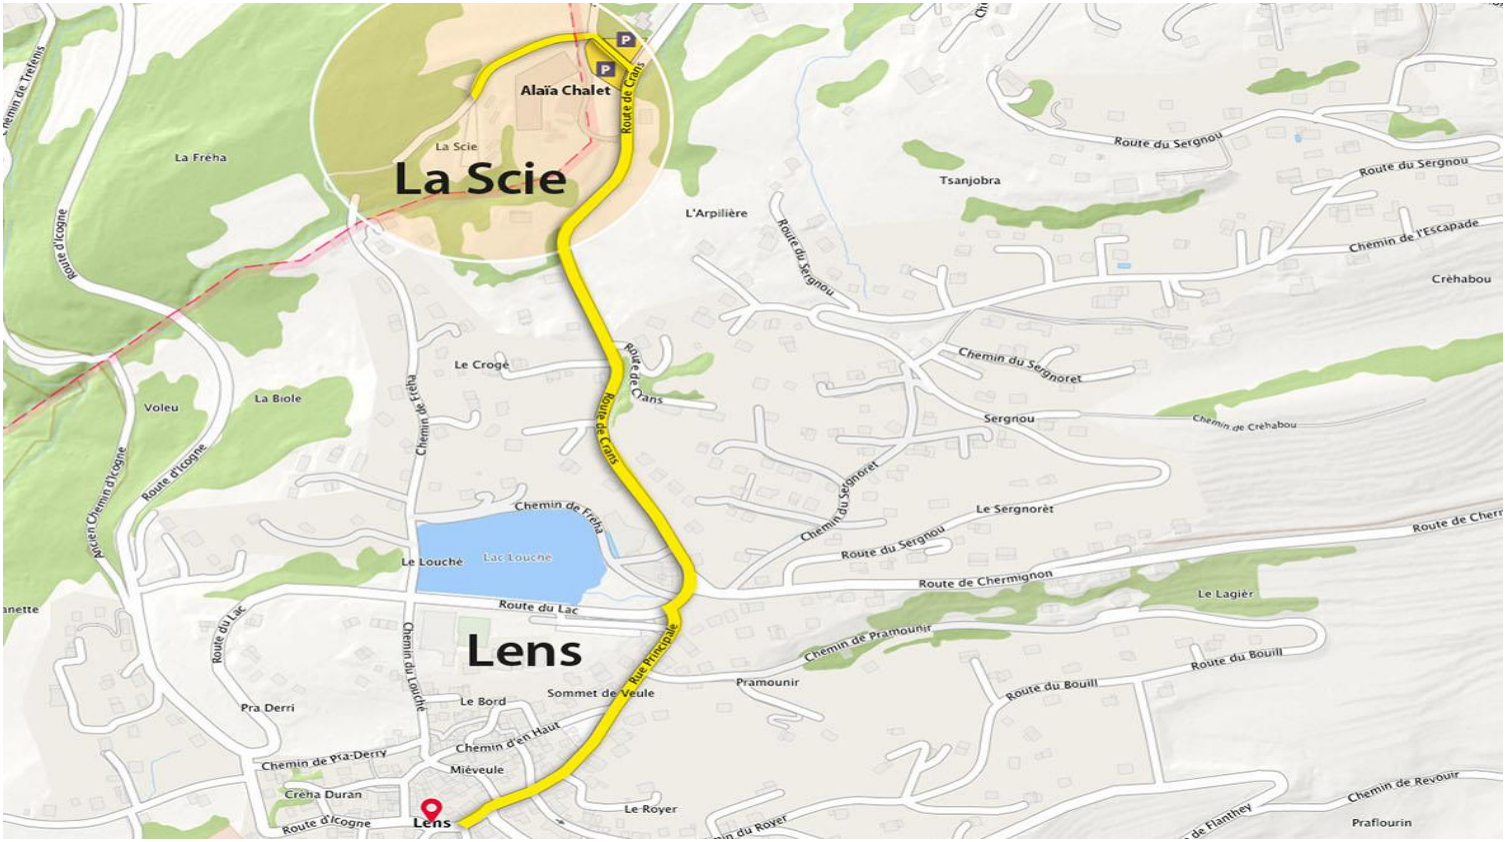 Chemin de Tréfenis
P
P
Alaïa Chalet
Route de Crans
La Scie
La Scie
La Fréha
Route d'Icogne
L'Arpilière
Tsanjobra
Route du Sergnou
Route du Sergnou
Route du Sergnou
Chemin de l'Escapade
Crèhabou
Le Crogé
Route de Crans
Route de Crans
Chemin de Fréha
Voleu
La Biole
Ancien Chemin d'Icogne
Route d'Icogne
Chemin du Sergnoret
Sergnou
Chemin de Crèhabou
Chemin du Sergnoret
Le Sergnorèt
Route du Sergnou
Chemin de Fréha
Le Louché
Lac Louché
Route de Cherr
Route de Chermignon
Le Lagièr
anette
Route du Lac
Route du Lac
Chemin du Louché
Lens
Rue Principale
Chemin de Pramounir
Route du Bouill
Route du Bouill
Pramounir
Sommet de Veule
Le Bord
Pra Derri
Chemin d'en Haut
Chemin de Pra-Derry
Miéveule
Créha Duran
Route d'Icogne
Lens
Le Royer
in du Royer
de Flanthey
Chemin de Revouir
Praflourin